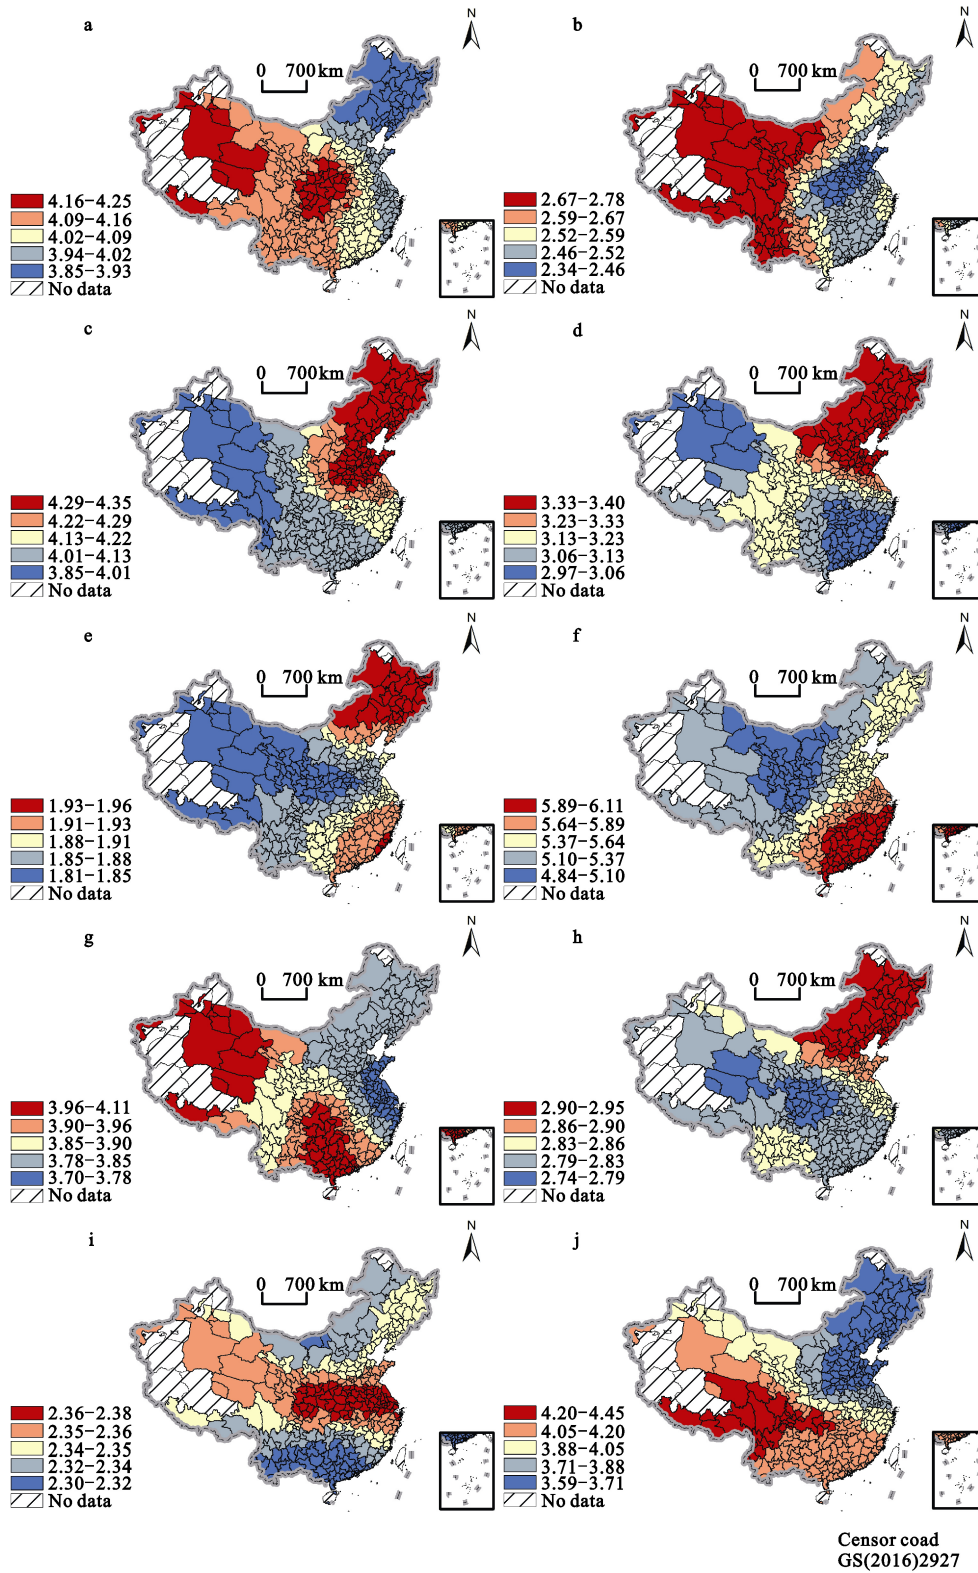 a
N
0 700 km
4.16−4.25
4.09−4.16
4.02−4.09
3.94−4.02
3.85−3.93
No data
b
N
0 700 km
2.67−2.78
2.59−2.67
2.52−2.59
2.46−2.52
2.34−2.46
No data
c
N
0 700 km
4.29−4.35
4.22−4.29
4.13−4.22
4.01−4.13
3.85−4.01
No data
d
N
0 700 km
3.33−3.40
3.23−3.33
3.13−3.23
3.06−3.13
2.97−3.06
No data
e
N
0 700 km
1.93−1.96
1.91−1.93
1.88−1.91
1.85−1.88
1.81−1.85
No data
f
N
0 700 km
5.89−6.11
5.64−5.89
5.37−5.64
5.10−5.37
4.84−5.10
No data
g
N
0 700 km
3.96−4.11
3.90−3.96
3.85−3.90
3.78−3.85
3.70−3.78
No data
h
N
0 700 km
2.90−2.95
2.86−2.90
2.83−2.86
2.79−2.83
2.74−2.79
No data
i
N
0 700 km
2.36−2.38
2.35−2.36
2.34−2.35
2.32−2.34
2.30−2.32
No data
j
N
0 700 km
4.20−4.45
4.05−4.20
3.88−4.05
3.71−3.88
3.59−3.71
No data
Censor coad
GS(2016)2927